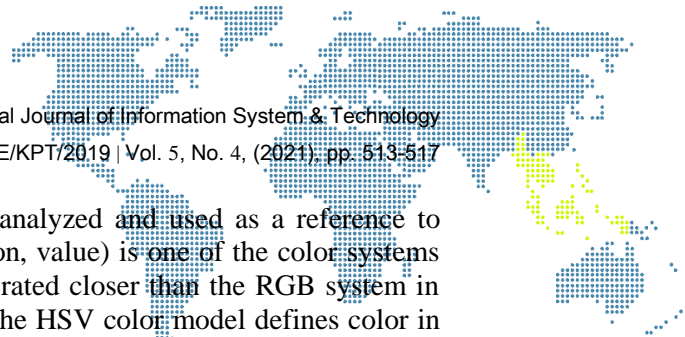 al Journal of Information System & Technology
E/KPT/2019 | Vol. 5, No. 4, (2021), pp. 513-517
analyzed and used as a reference to
on, value) is one of the color systems
rated closer than the RGB system in
he HSV color model defines color in